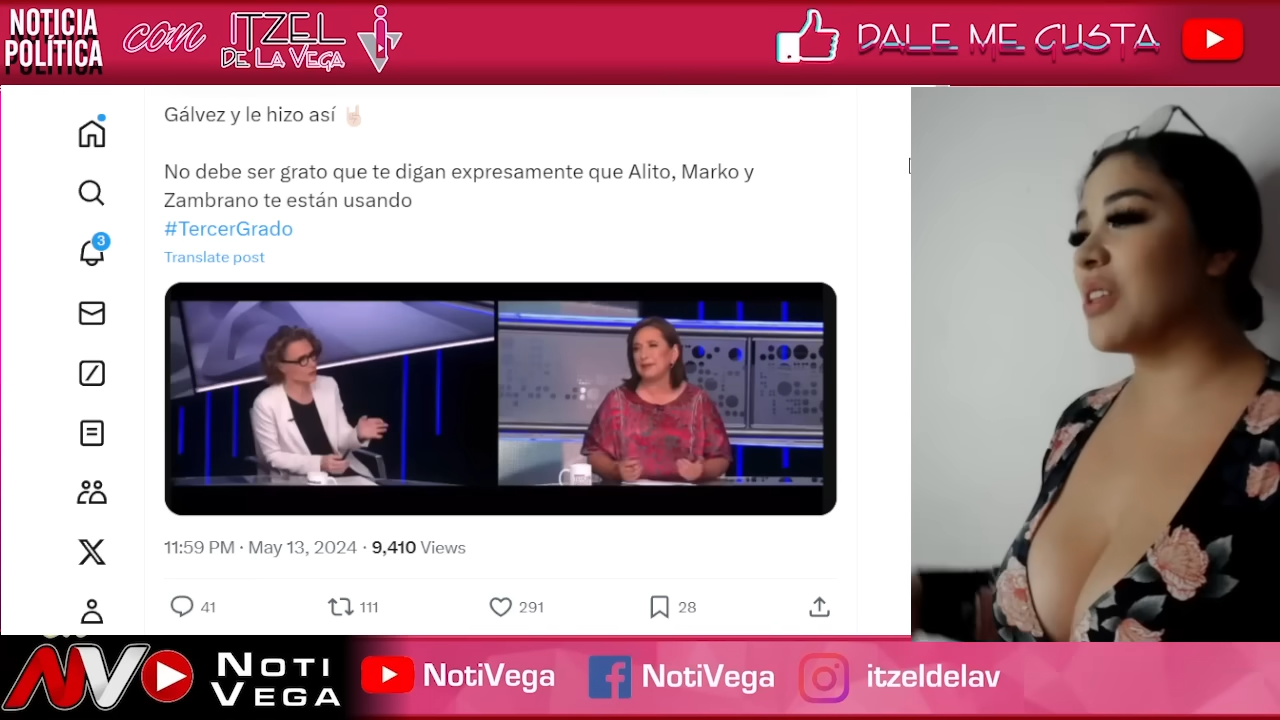 NOTICIA
POLÍTICA
con
ITZEL
DE LA VEGA
DALE ME GUSTA
Gálvez y le hizo así 🤘🏻
No debe ser grato que te digan expresamente que Alito, Marko y
Zambrano te están usando
#TercerGrado
Translate post
3
11:59 PM · May 13, 2024 · 9,410 Views
41
111
291
28
NOTI
VEGA
NotiVega
NotiVega
itzeldelav